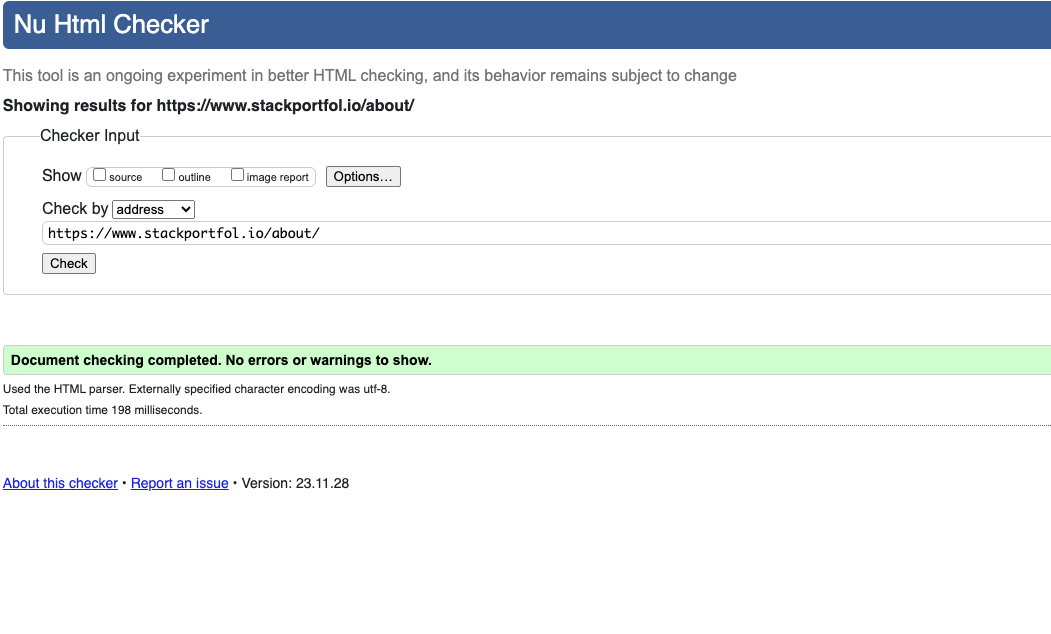 Nu Html Checker
This tool is an ongoing experiment in better HTML checking, and its behavior remains subject to change
Showing results for https://www.stackportfol.io/about/
Checker Input
Show source outline image report Options…
Check by address
https://www.stackportfol.io/about/
Check
Document checking completed. No errors or warnings to show.
Used the HTML parser. Externally specified character encoding was utf-8.
Total execution time 198 milliseconds.
About this checker • Report an issue • Version: 23.11.28